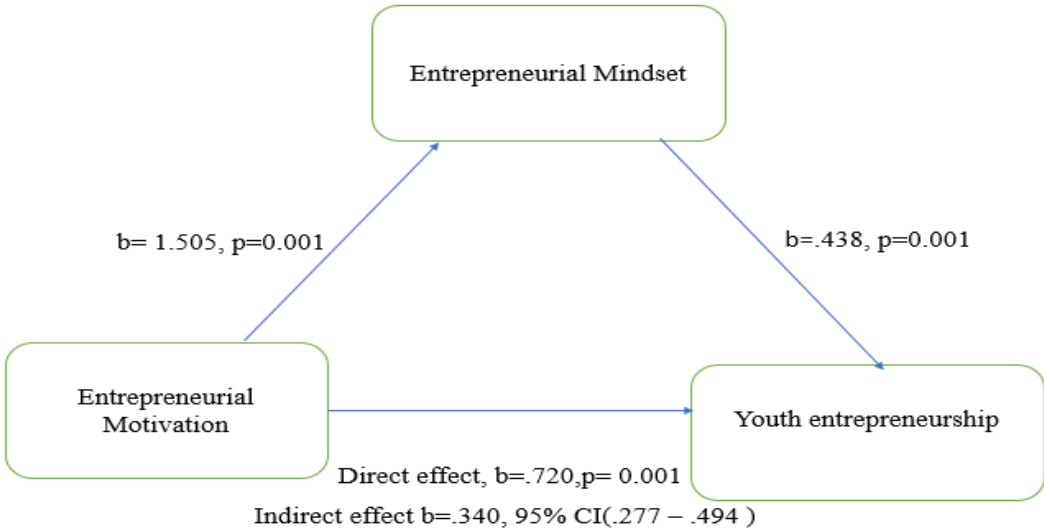 Entrepreneurial Mindset
b= 1.505, p=0.001
b=.438, p=0.001
Entrepreneurial
Motivation
Youth entrepreneurship
Direct effect, b=.720,p= 0.001
Indirect effect b=.340, 95% CI(.277 – .494 )